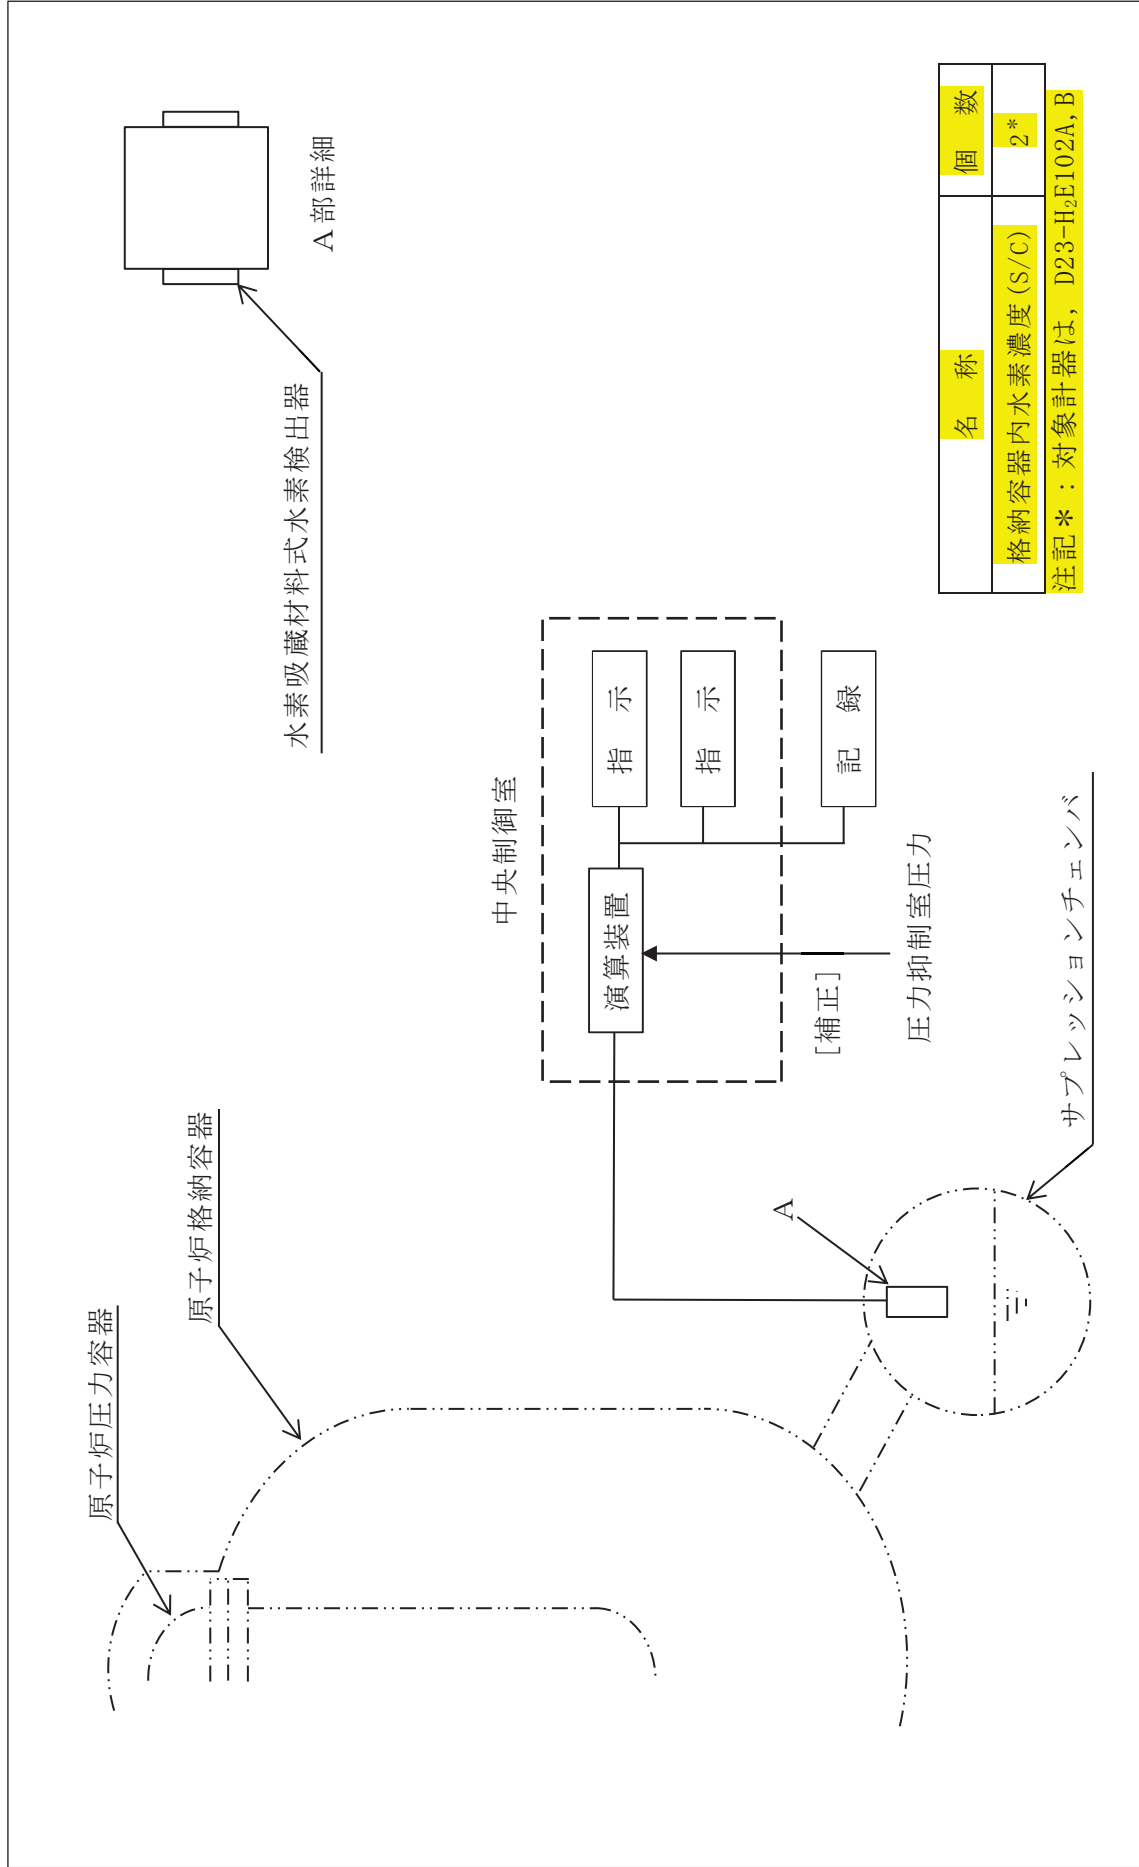 原子炉圧力容器
原子炉格納容器
中央制御室
演算装置
指　示
指　示
記　録
[補正]
圧力抑制室圧力
A
サプレッションチェンバ
水素吸蔵材料式水素検出器
A部詳細
名　称　個　数
格納容器内水素濃度(S/C)　2*
注記＊：対象計器は，D23-H₂E102A,B